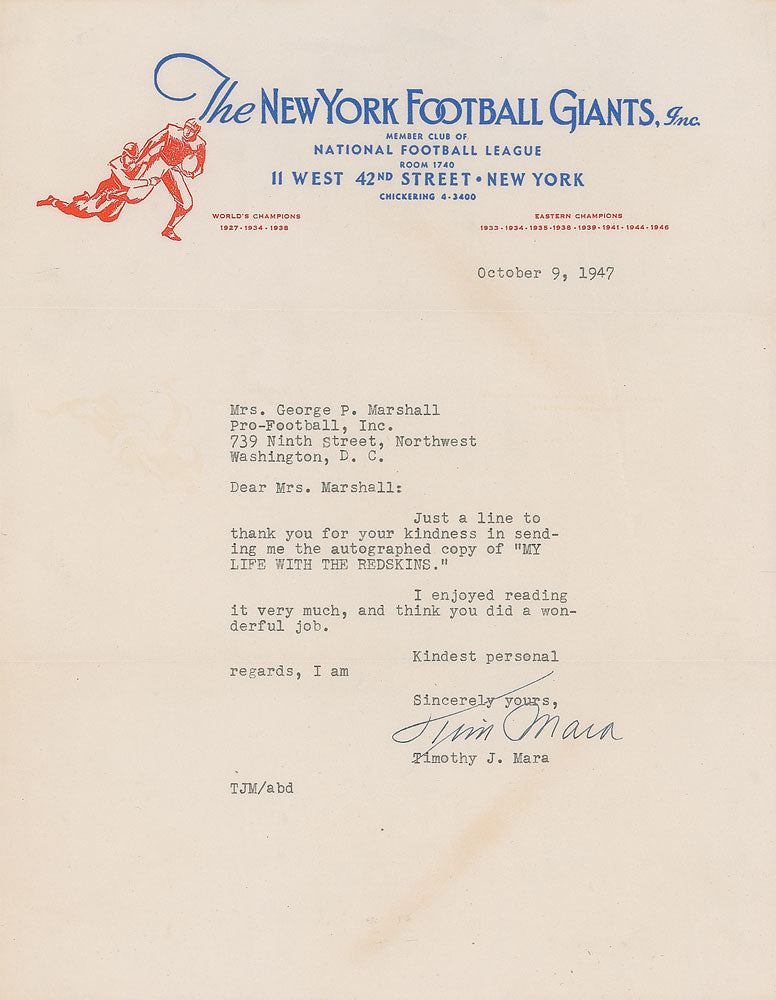 The NEW YORK FOOTBALL GIANTS, Inc.
MEMBER CLUB OF
NATIONAL FOOTBALL LEAGUE
ROOM 1740
11 WEST 42ND STREET • NEW YORK
CHICKERING 4-3400
WORLD'S CHAMPIONS
1927 - 1934 - 1938
EASTERN CHAMPIONS
1933 - 1934 - 1935 - 1938 - 1939 - 1941 - 1944 - 1946
October 9, 1947
Mrs. George P. Marshall
Pro-Football, Inc.
739 Ninth Street, Northwest
Washington, D. C.
Dear Mrs. Marshall:
Just a line to
thank you for your kindness in send-
ing me the autographed copy of "MY
LIFE WITH THE REDSKINS."
I enjoyed reading
it very much, and think you did a won-
derful job.
Kindest personal
regards, I am
Sincerely yours,
Tim Mara
Timothy J. Mara
TJM/abd